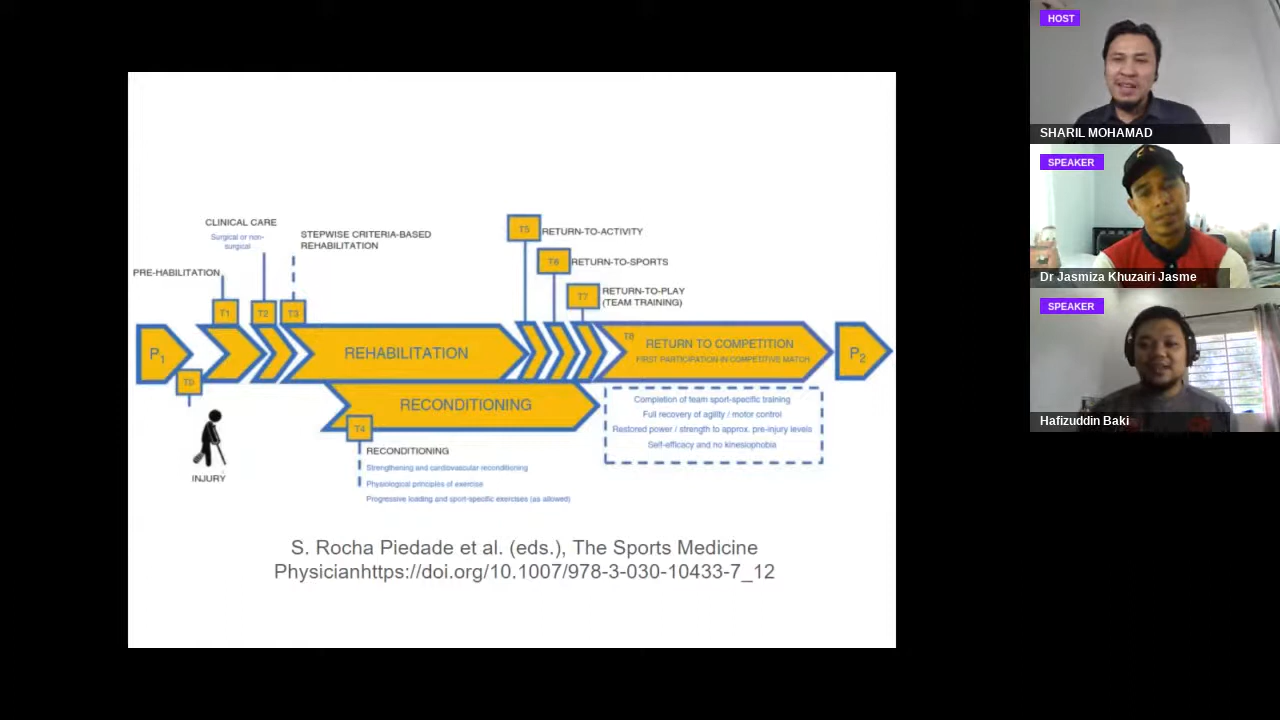 CLINICAL CARE
Surgical or non-
surgical
STEPWISE CRITERIA-BASED
REHABILITATION
PRE-HABILITATION
T1
T2
T3
T5
RETURN-TO-ACTIVITY
T6
RETURN-TO-SPORTS
T7
RETURN-TO-PLAY
(TEAM TRAINING)
P1
T0
REHABILITATION
T8
RETURN TO COMPETITION
FIRST PARTICIPATION IN COMPETITIVE MATCH
P2
RECONDITIONING
T4
INJURY
RECONDITIONING
Strengthening and cardiovascular reconditioning
Physiological principles of exercise
Progressive loading and sport-specific exercises (as allowed)
Completion of team sport-specific training
Full recovery of agility / motor control
Restored power / strength to approx. pre-injury levels
Self-efficacy and no kinesiophobia
S. Rocha Piedade et al. (eds.), The Sports Medicine
Physicianhttps://doi.org/10.1007/978-3-030-10433-7_12
HOST
SHARIL MOHAMAD
SPEAKER
Dr Jasmiza Khuzairi Jasme
SPEAKER
Hafizuddin Baki